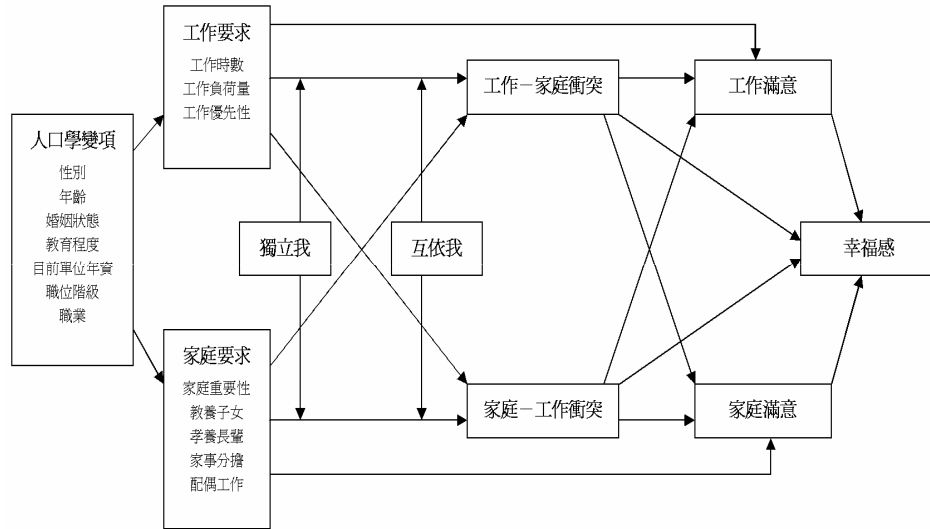 人口學變項
性別
年齡
婚姻狀態
教育程度
目前單位年資
職位階級
職業
工作要求
工作時數
工作負荷量
工作優先性
家庭要求
家庭重要性
教養子女
孝養長輩
家事分擔
配偶工作
獨立我
互依我
工作－家庭衝突
家庭－工作衝突
工作滿意
家庭滿意
幸福感